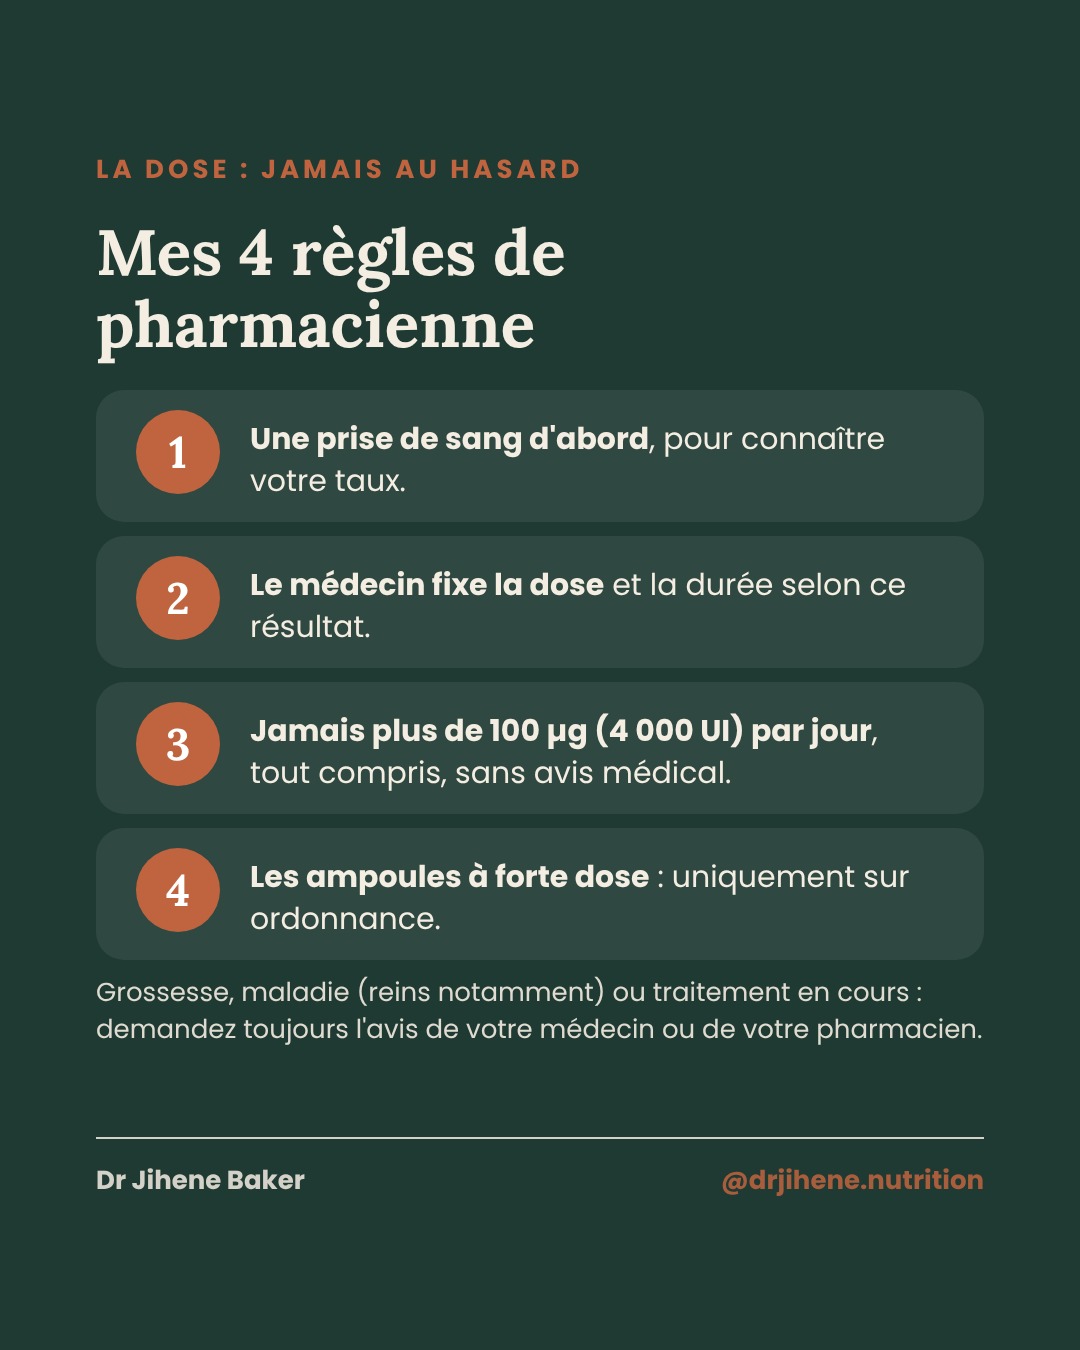 LA DOSE : JAMAIS AU HASARD
Mes 4 règles de
pharmacienne
1
Une prise de sang d'abord, pour connaître
votre taux.
2
Le médecin fixe la dose et la durée selon ce
résultat.
3
Jamais plus de 100 µg (4 000 UI) par jour,
tout compris, sans avis médical.
4
Les ampoules à forte dose : uniquement sur
ordonnance.
Grossesse, maladie (reins notamment) ou traitement en cours :
demandez toujours l'avis de votre médecin ou de votre pharmacien.
Dr Jihene Baker
@drjihene.nutrition